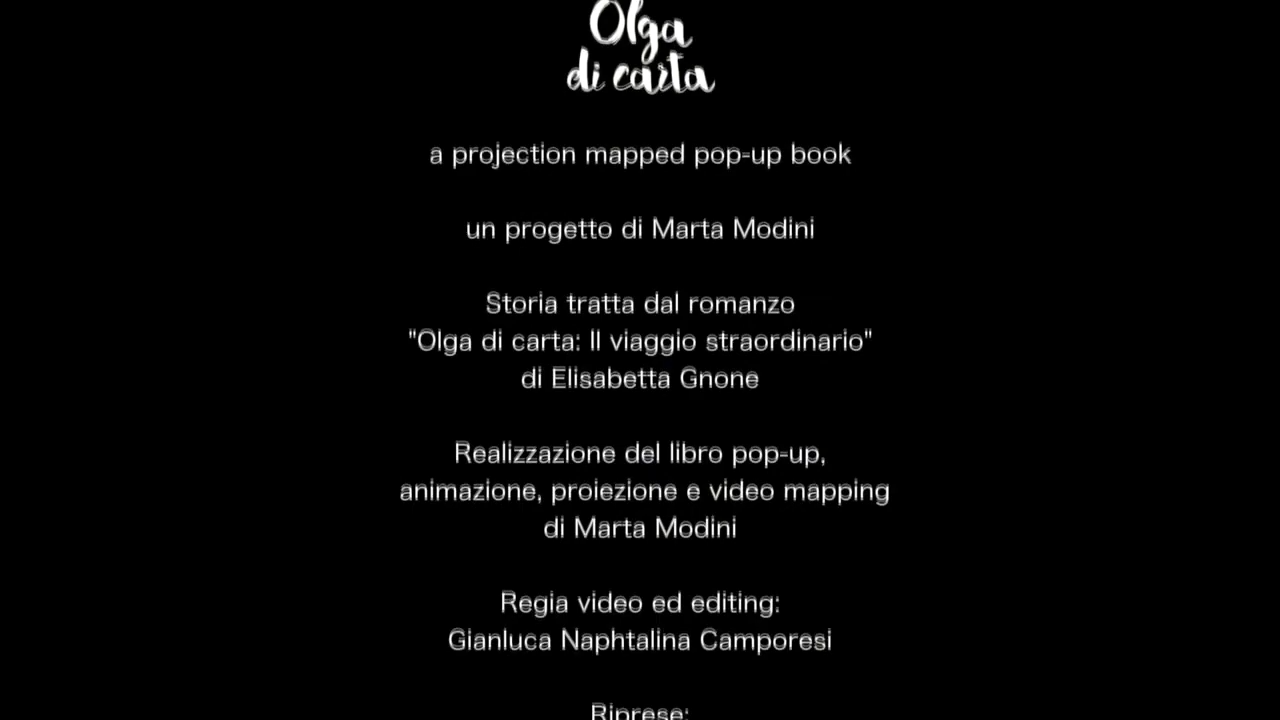 Olga
di carta
a projection mapped pop-up book
un progetto di Marta Modini
Storia tratta dal romanzo
"Olga di carta: Il viaggio straordinario"
di Elisabetta Gnone
Realizzazione del libro pop-up,
animazione, proiezione e video mapping
di Marta Modini
Regia video ed editing:
Gianluca Naphtalina Camporesi
Riprese: